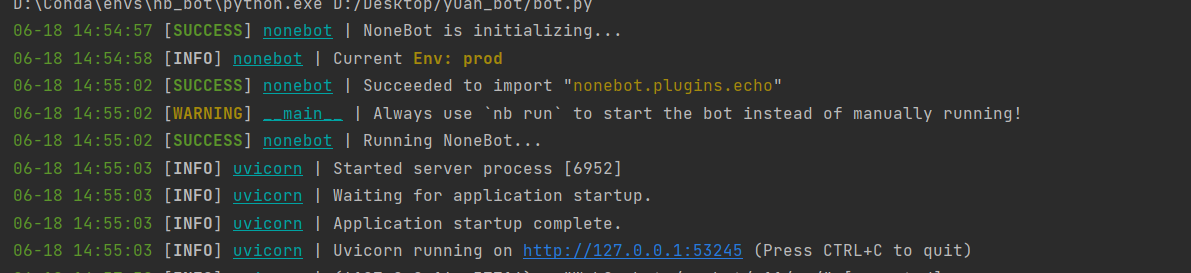 D:\Conda\envs\nb_bot\python.exe D:/Desktop/yuan_bot/bot.py
06-18 14:54:57 [SUCCESS] nonebot | NoneBot is initializing...
06-18 14:54:58 [INFO] nonebot | Current Env: prod
06-18 14:55:02 [SUCCESS] nonebot | Succeeded to import "nonebot.plugins.echo"
06-18 14:55:02 [WARNING] __main__ | Always use `nb run` to start the bot instead of manually running!
06-18 14:55:02 [SUCCESS] nonebot | Running NoneBot...
06-18 14:55:03 [INFO] uvicorn | Started server process [6952]
06-18 14:55:03 [INFO] uvicorn | Waiting for application startup.
06-18 14:55:03 [INFO] uvicorn | Application startup complete.
06-18 14:55:03 [INFO] uvicorn | Uvicorn running on http://127.0.0.1:53245 (Press CTRL+C to quit)